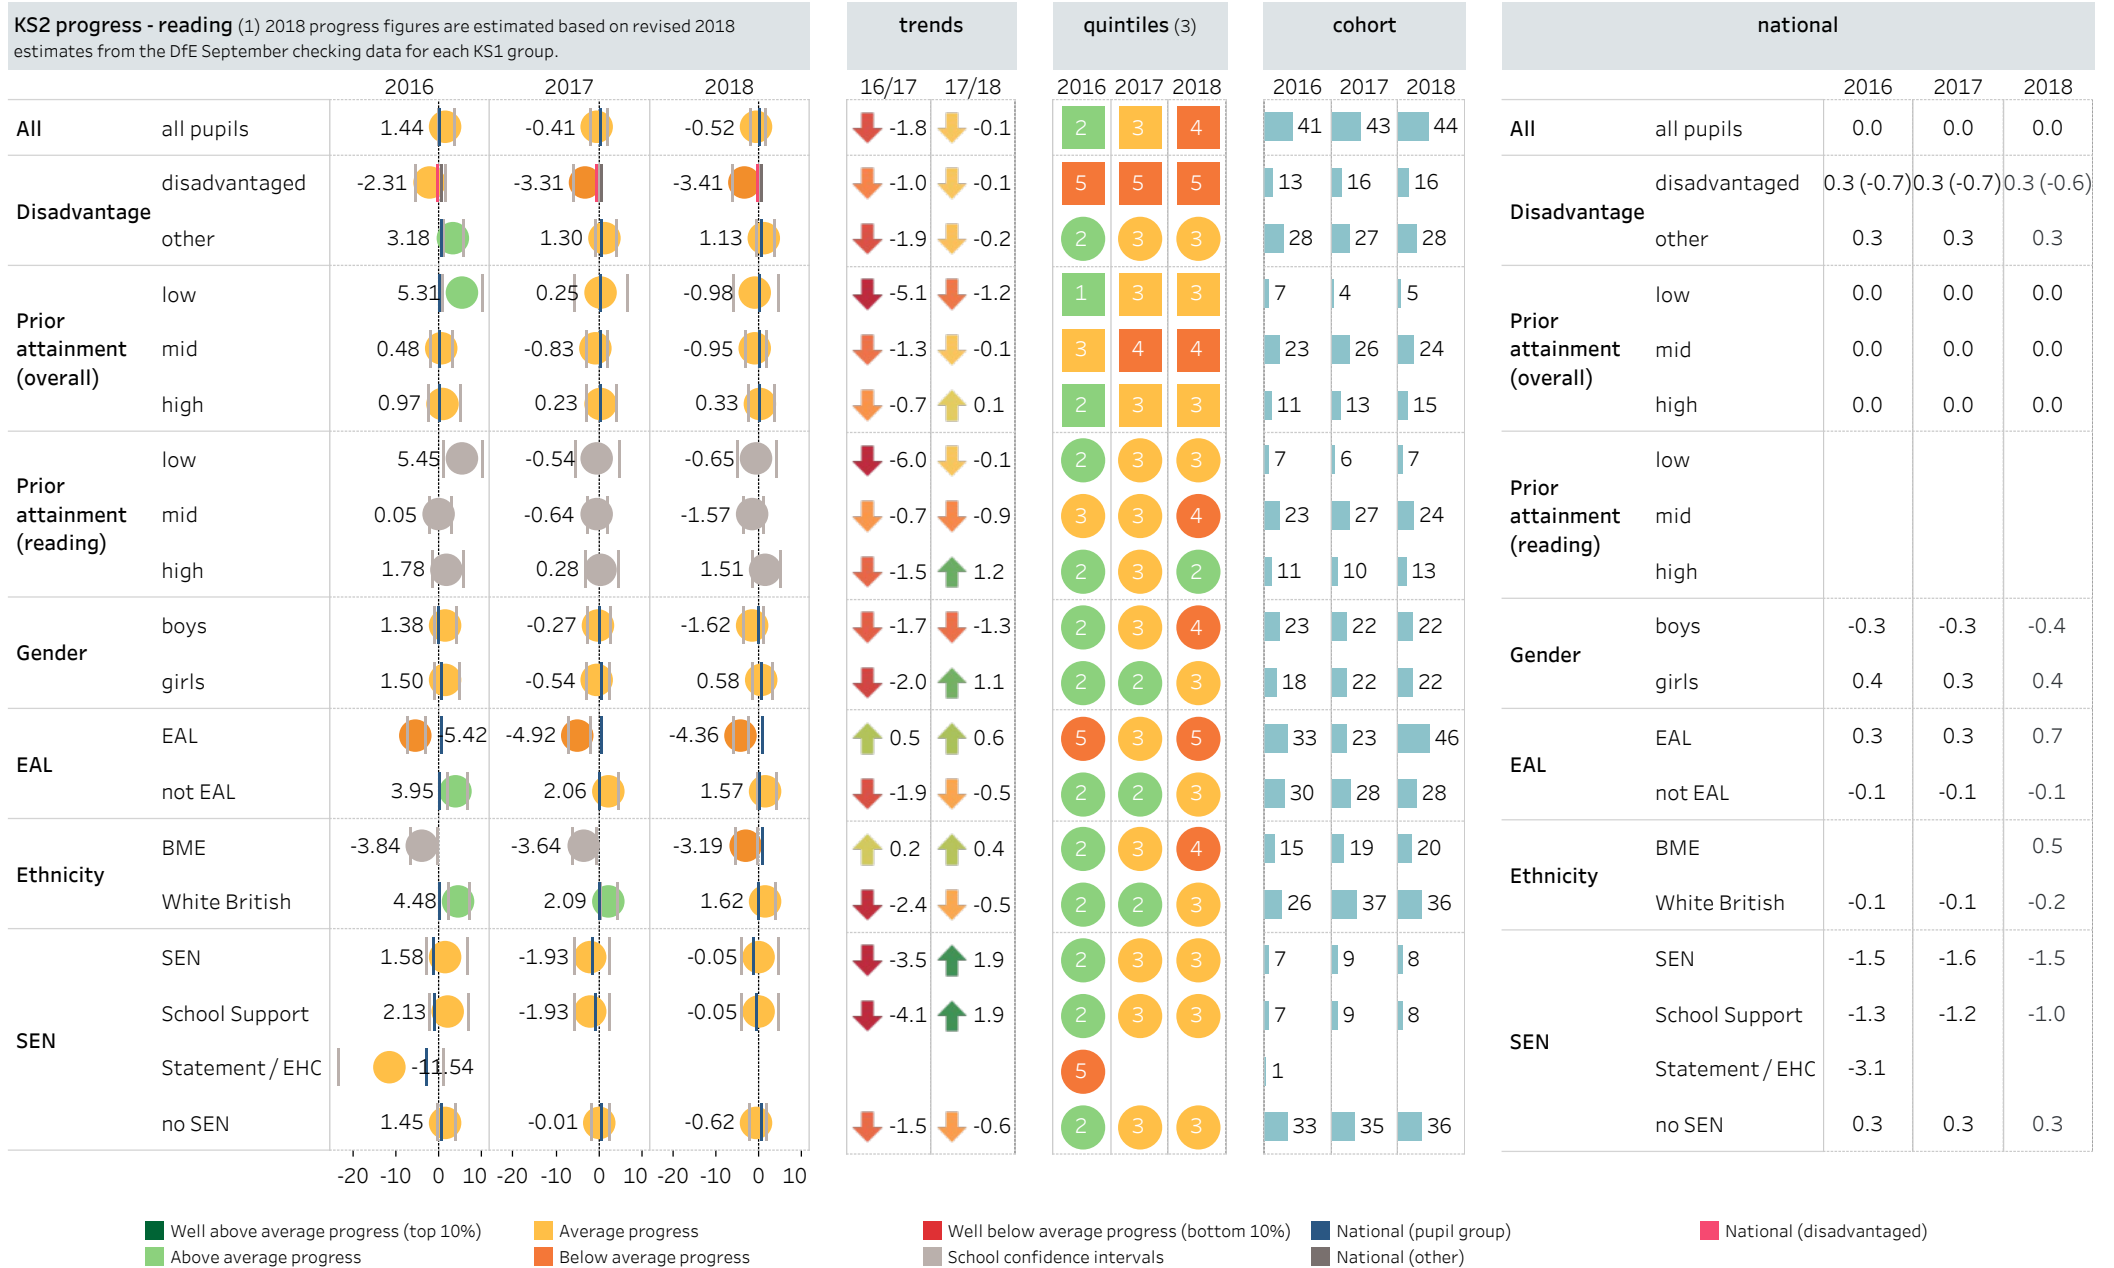 KS2 progress - reading (1) 2018 progress figures are estimated based on revised 2018
estimates from the DfE September checking data for each KS1 group.
trends
quintiles (3)
cohort
national
2016 2017 2018
16/17 17/18
2016 2017 2018
2016 2017 2018
2016 2017 2018
All all pupils 1.44 -0.41 -0.52 -1.8 -0.1 2 3 4 41 43 44 All all pupils 0.0 0.0 0.0
Disadvantage
disadvantaged -2.31 -3.31 -3.41 -1.0 -0.1 5 5 5 13 16 16 Disadvantage disadvantaged 0.3 (-0.7) 0.3 (-0.7) 0.3 (-0.6)
other 3.18 1.30 1.13 -1.9 -0.2 2 3 3 28 27 28 other 0.3 0.3 0.3
Prior
attainment
(overall)
low 5.31 0.25 -0.98 -5.1 -1.2 1 3 3 7 4 5 low 0.0 0.0 0.0
mid 0.48 -0.83 -0.95 -1.3 -0.1 3 4 4 23 26 24 mid 0.0 0.0 0.0
high 0.97 0.23 0.33 -0.7 0.1 2 3 3 11 13 15 high 0.0 0.0 0.0
Prior
attainment
(overall)
Prior
attainment
(reading)
low 5.45 -0.54 -0.65 -6.0 -0.1 2 3 3 7 6 7 low
mid 0.05 -0.64 -1.57 -0.7 -0.9 3 3 4 23 27 24 mid
high 1.78 0.28 1.51 -1.5 1.2 2 3 2 11 10 13 high
Prior
attainment
(reading)
Gender
boys 1.38 -0.27 -1.62 -1.7 -1.3 2 3 4 23 22 22 Gender boys -0.3 -0.3 -0.4
girls 1.50 -0.54 0.58 -2.0 1.1 2 2 3 18 22 22 girls 0.4 0.3 0.4
EAL
EAL -5.42 -4.92 -4.36 0.5 0.6 5 3 5 33 23 46 EAL EAL 0.3 0.3 0.7
not EAL 3.95 2.06 1.57 -1.9 -0.5 2 2 3 30 28 28 not EAL -0.1 -0.1 -0.1
Ethnicity
BME -3.84 -3.64 -3.19 0.2 0.4 2 3 4 15 19 20 Ethnicity BME 0.5
White British 4.48 2.09 1.62 -2.4 -0.5 2 2 3 26 37 36 White British -0.1 -0.1 -0.2
SEN
SEN 1.58 -1.93 -0.05 -3.5 1.9 2 3 3 7 9 8 SEN SEN -1.5 -1.6 -1.5
School Support 2.13 -1.93 -0.05 -4.1 1.9 2 3 3 7 9 8 School Support -1.3 -1.2 -1.0
Statement / EHC -11.54 5 1 Statement / EHC -3.1
no SEN 1.45 -0.01 -0.62 -1.5 -0.6 2 3 3 33 35 36 no SEN 0.3 0.3 0.3
-20 -10 0 10 -20 -10 0 10 -20 -10 0 10
Well above average progress (top 10%) Average progress Well below average progress (bottom 10%) National (pupil group) National (disadvantaged)
Above average progress Below average progress School confidence intervals National (other)